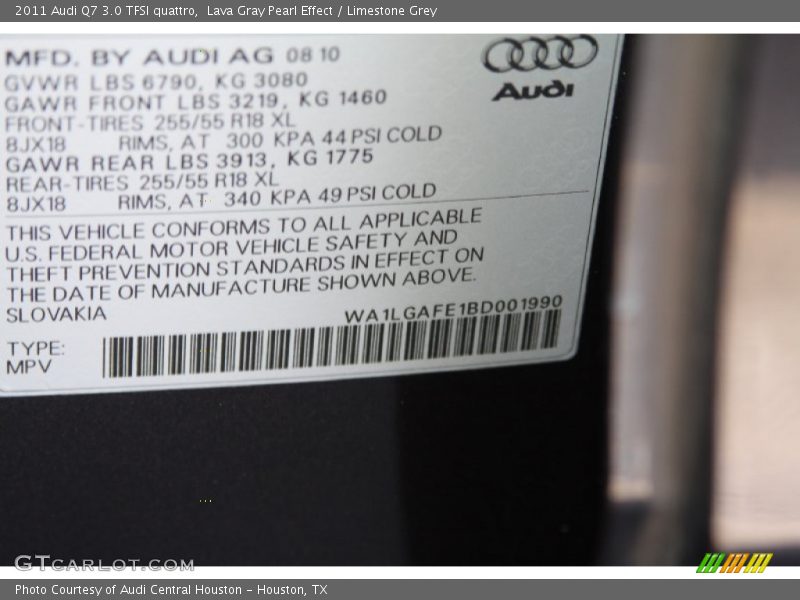 2011 Audi Q7 3.0 TFSI quattro,  Lava Gray Pearl Effect / Limestone Grey
MFD. BY AUDI AG 08 10
GVWR LBS 6790, KG 3080
GAWR FRONT LBS 3219, KG 1460
FRONT-TIRES 255/55 R18 XL
8JX18 RIMS, AT 300 KPA 44 PSI COLD
GAWR REAR LBS 3913, KG 1775
REAR-TIRES 255/55 R18 XL
8JX18 RIMS, AT 340 KPA 49 PSI COLD
Audi
THIS VEHICLE CONFORMS TO ALL APPLICABLE
U.S. FEDERAL MOTOR VEHICLE SAFETY AND
THEFT PREVENTION STANDARDS IN EFFECT ON
THE DATE OF MANUFACTURE SHOWN ABOVE.
SLOVAKIA WA1LGAFE1BD001990
TYPE:
MPV
GTCARLOT.COM
Photo Courtesy of Audi Central Houston - Houston, TX